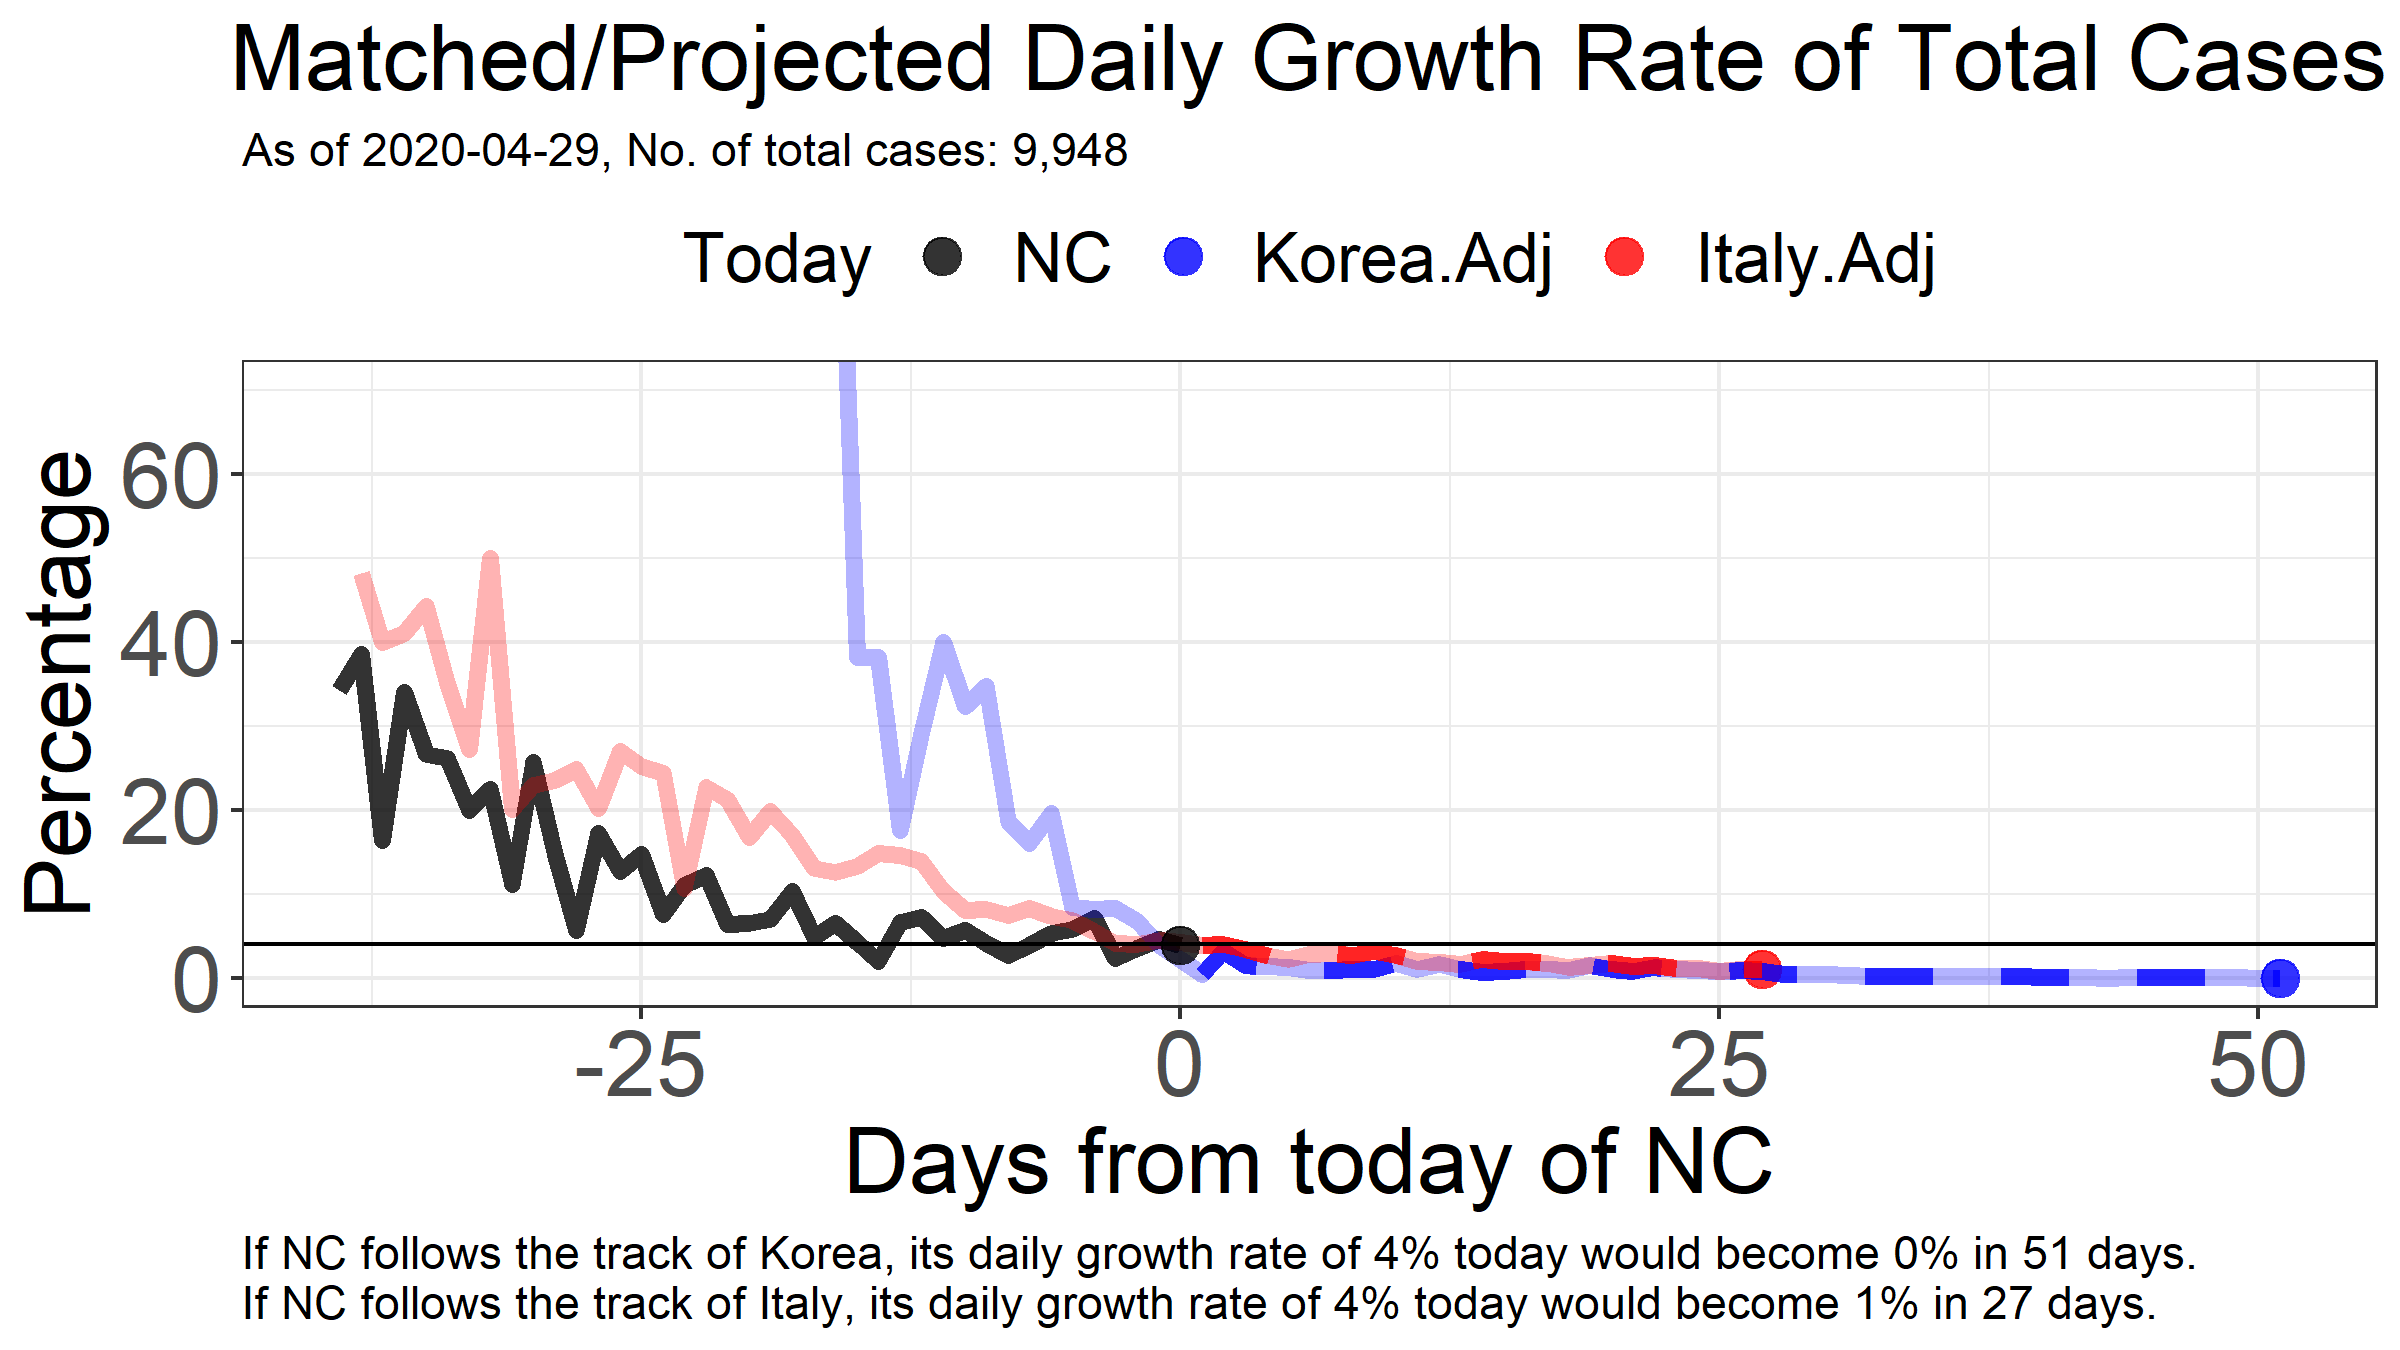 Matched/Projected Daily Growth Rate of Total Cases
As of 2020-04-29, No. of total cases: 9,948
Today NC Korea.Adj Italy.Adj
Percentage
60
40
20
0
-25 0 25 50
Days from today of NC
If NC follows the track of Korea, its daily growth rate of 4% today would become 0% in 51 days.
If NC follows the track of Italy, its daily growth rate of 4% today would become 1% in 27 days.